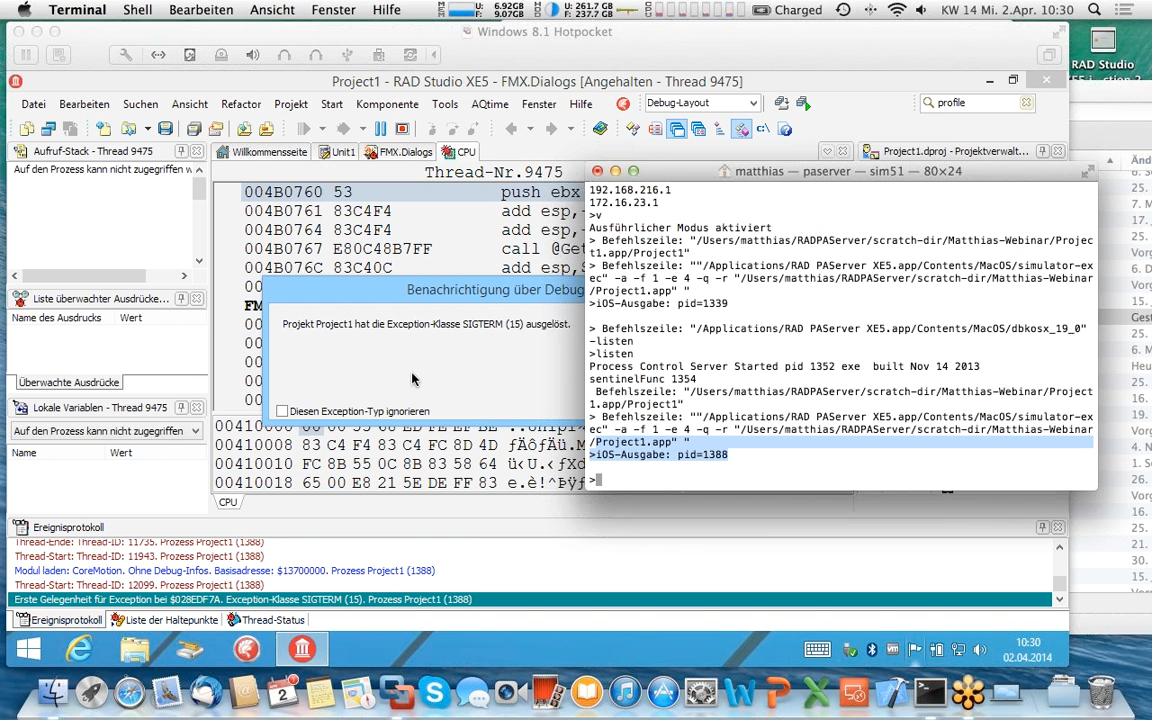 Terminal Shell Bearbeiten Ansicht Fenster Hilfe
M E M U: 6.92GB F: 9.07GB
H D U: 261.7 GB F: 237.7 GB
Charged
KW 14 Mi. 2.Apr. 10:30
Windows 8.1 Hotpocket
RAD Studio
Project1 - RAD Studio XE5 - FMX.Dialogs [Angehalten - Thread 9475]
Datei Bearbeiten Suchen Ansicht Refactor Projekt Start Komponente Tools AQtime Fenster Hilfe
Debug-Layout
profile
Aufruf-Stack - Thread 9475
Willkommensseite Unit1 FMX.Dialogs CPU
Project1.dproj - Projektverwalt...
Auf den Prozess kann nicht zugegriffen w
Thread-Nr.9475
004B0760 53 push ebx
004B0761 83C4F4 add esp,-
004B0764 83C4F4 add esp,-
004B0767 E80C48B7FF call @Get
004B076C 83C40C add esp,$
Liste überwachter Ausdrücke...
Name des Ausdrucks Wert
Überwachte Ausdrücke
Lokale Variablen - Thread 9475
Auf den Prozess kann nicht zugegriffen
Name Wert
Benachrichtigung über Debug
Projekt Project1 hat die Exception-Klasse SIGTERM (15) ausgelöst.
Diesen Exception-Typ ignorieren
00410008 83 C4 F4 83 C4 FC 8D 4D
00410010 FC 8B 55 0C 8B 83 58 64
00410018 65 00 E8 21 5E DE FF 83
CPU
matthias — paserver — sim51 — 80×24
192.168.216.1
172.16.23.1
>v
Ausführlicher Modus aktiviert
> Befehlszeile: "/Users/matthias/RADPAServer/scratch-dir/Matthias-Webinar/Projec
t1.app/Project1"
> Befehlszeile: ""/Applications/RAD PAServer XE5.app/Contents/MacOS/simulator-ex
ec" -a -f 1 -e 4 -q -r "/Users/matthias/RADPAServer/scratch-dir/Matthias-Webinar
/Project1.app" "
>iOS-Ausgabe: pid=1339
> Befehlszeile: "/Applications/RAD PAServer XE5.app/Contents/MacOS/dbkosx_19_0"
-listen
>listen
Process Control Server Started pid 1352 exe  built Nov 14 2013
sentinelFunc 1354
Befehlszeile: "/Users/matthias/RADPAServer/scratch-dir/Matthias-Webinar/Project
1.app/Project1"
> Befehlszeile: ""/Applications/RAD PAServer XE5.app/Contents/MacOS/simulator-ex
ec" -a -f 1 -e 4 -q -r "/Users/matthias/RADPAServer/scratch-dir/Matthias-Webinar
/Project1.app" "
>iOS-Ausgabe: pid=1388
>
Ereignisprotokoll
Thread-Ende: Thread-ID: 11735. Prozess Project1 (1388)
Thread-Start: Thread-ID: 11943. Prozess Project1 (1388)
Modul laden: CoreMotion. Ohne Debug-Infos. Basisadresse: $13700000. Prozess Project1 (1388)
Thread-Start: Thread-ID: 12099. Prozess Project1 (1388)
Erste Gelegenheit für Exception bei $028EDF7A. Exception-Klasse SIGTERM (15). Prozess Project1 (1388)
Ereignisprotokoll Liste der Haltepunkte Thread-Status
10:30
02.04.2014